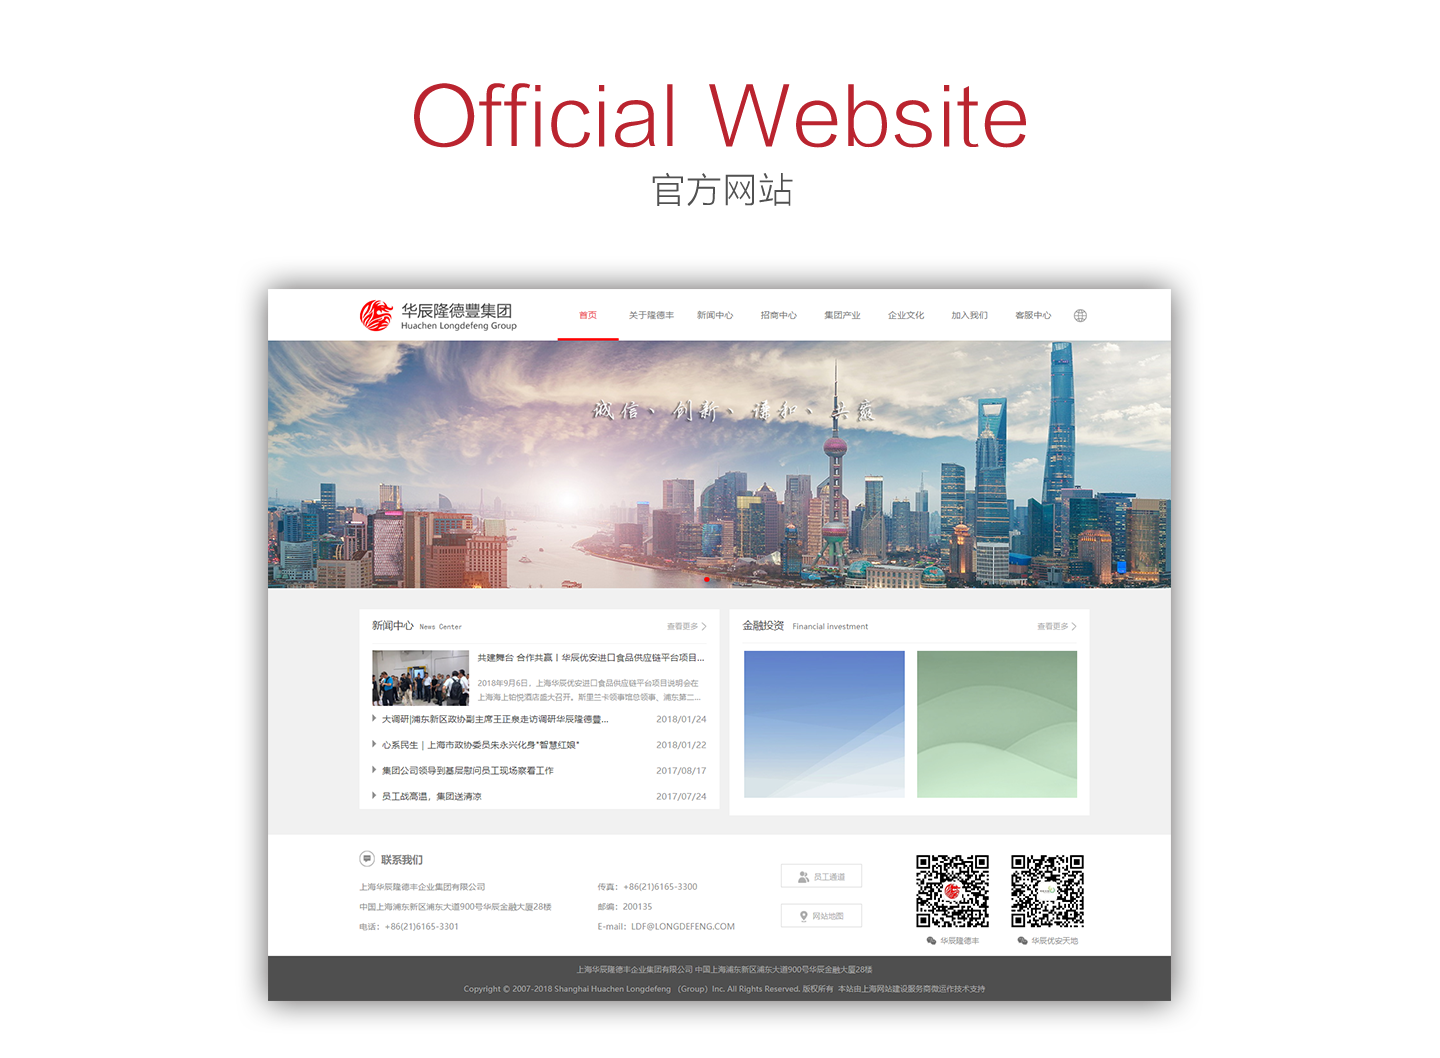 Official Website
官方网站
华辰隆德豐集团
Huachen Longdefeng Group
首页 关于隆德丰 新闻中心 招商中心 集团产业 企业文化 加入我们 客服中心
诚信、创新、谦和、共赢
新闻中心 News Center 查看更多
共建舞台 合作共赢丨华辰优安进口食品供应链平台项目...
2018年9月6日，上海华辰优安进口食品供应链平台项目说明会在
上海海上铂悦酒店盛大召开。斯里兰卡领事馆总领事、浦东第二...
大调研|浦东新区政协副主席王正泉走访调研华辰隆德豐... 2018/01/24
心系民生 | 上海市政协委员朱永兴化身"智慧红娘" 2018/01/22
集团公司领导到基层慰问员工现场察看工作 2017/08/17
员工战高温，集团送清凉 2017/07/24
金融投资 Financial investment 查看更多
联系我们
上海华辰隆德丰企业集团有限公司
中国上海浦东新区浦东大道900号华辰金融大厦28楼
电话：+86(21)6165-3301
传真：+86(21)6165-3300
邮编：200135
E-mail：LDF@LONGDEFENG.COM
员工通道
网站地图
华辰隆德丰
华辰优安天地
上海华辰隆德丰企业集团有限公司 中国上海浦东新区浦东大道900号华辰金融大厦28楼
Copyright © 2007-2018 Shanghai Huachen Longdefeng （Group）Inc. All Rights Reserved. 版权所有 本站由上海网站建设服务商微运作技术支持